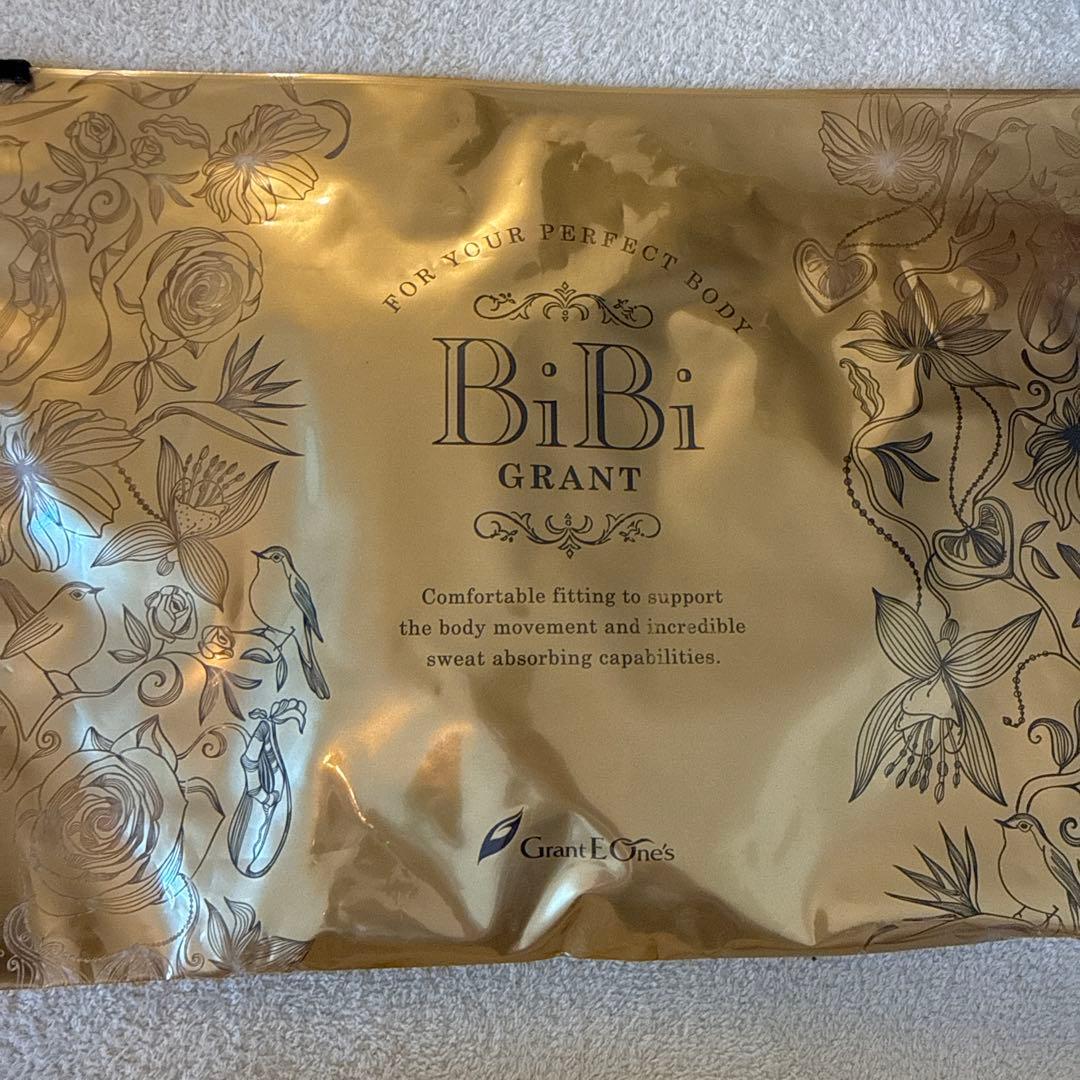 FOR YOUR PERFECT BODY
BiBi
GRANT
Comfortable fitting to support
the body movement and incredible
sweat absorbing capabilities.
Grant E One's